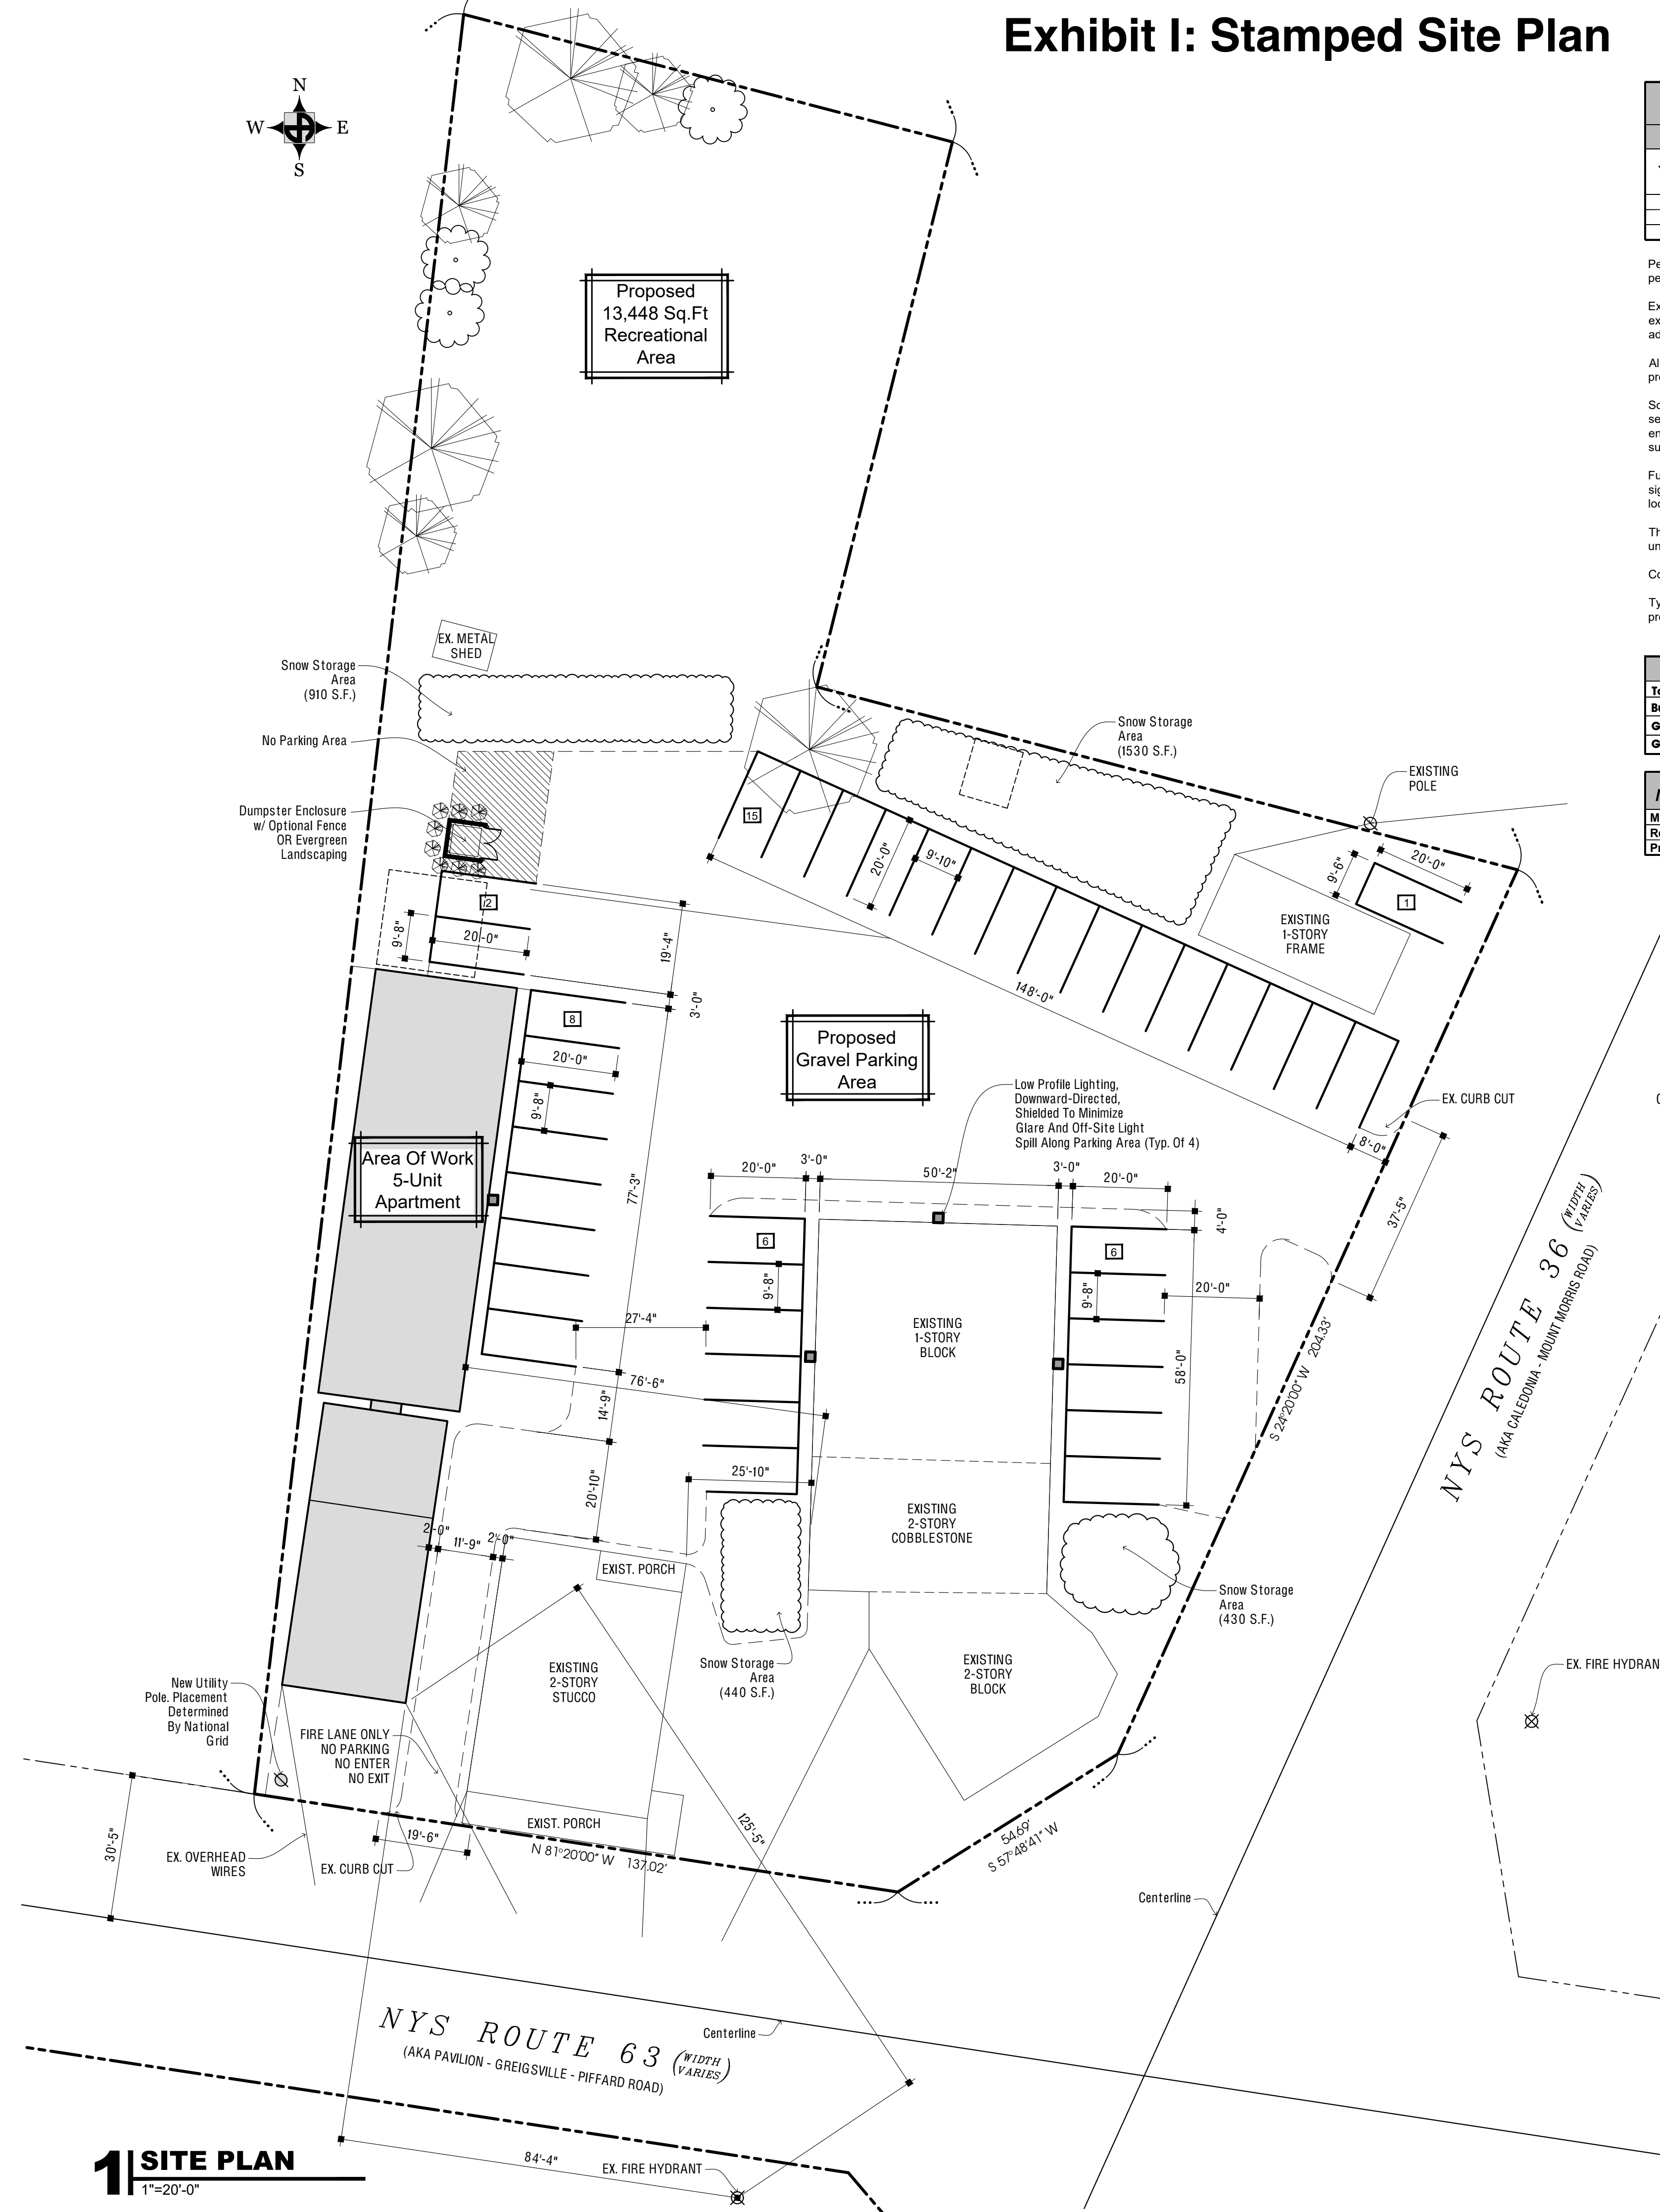 Exhibit I: Stamped Site Plan
N
W
E
S
Proposed
13,448 Sq.Ft
Recreational
Area
EX. METAL
SHED
Snow Storage
Area
(910 S.F.)
No Parking Area
Snow Storage
Area
(1530 S.F.)
EXISTING
POLE
Dumpster Enclosure
w/ Optional Fence
OR Evergreen
Landscaping
15
20'-0"
9'-10"
9'-6"
20'-0"
1
EXISTING
1-STORY
FRAME
2
9'-8"
20'-0"
19'-4"
3'-0"
148'-0"
8
20'-0"
9'-8"
Proposed
Gravel Parking
Area
Low Profile Lighting,
Downward-Directed,
Shielded To Minimize
Glare And Off-Site Light
Spill Along Parking Area (Typ. Of 4)
EX. CURB CUT
8'-0"
37'-5"
Area Of Work
5-Unit
Apartment
77'-3"
20'-0"
3'-0"
50'-2"
3'-0"
20'-0"
4'-0"
6
9'-8"
6
9'-8"
20'-0"
27'-4"
EXISTING
1-STORY
BLOCK
58'-0"
S 24°20'00" W 204.33'
NYS ROUTE 36 (WIDTH
VARIES)
(AKA CALEDONIA - MOUNT MORRIS ROAD)
76'-6"
14'-9"
25'-10"
20'-10"
EXISTING
2-STORY
COBBLESTONE
2'-0"
11'-9"
2'-0"
EXIST. PORCH
Snow Storage
Area
(430 S.F.)
Snow Storage
Area
(440 S.F.)
EXISTING
2-STORY
STUCCO
EXISTING
2-STORY
BLOCK
EX. FIRE HYDRAN
New Utility
Pole. Placement
Determined
By National
Grid
FIRE LANE ONLY
NO PARKING
NO ENTER
NO EXIT
EXIST. PORCH
125'-5"
30'-5"
19'-6"
EX. OVERHEAD
WIRES
EX. CURB CUT
N 81°20'00" W 137.02'
54.69'
S 57°48'41" W
Centerline
NYS ROUTE 63 (WIDTH
VARIES)
(AKA PAVILION - GREIGSVILLE - PIFFARD ROAD)
Centerline
84'-4"
EX. FIRE HYDRANT
1 SITE PLAN
1"=20'-0"